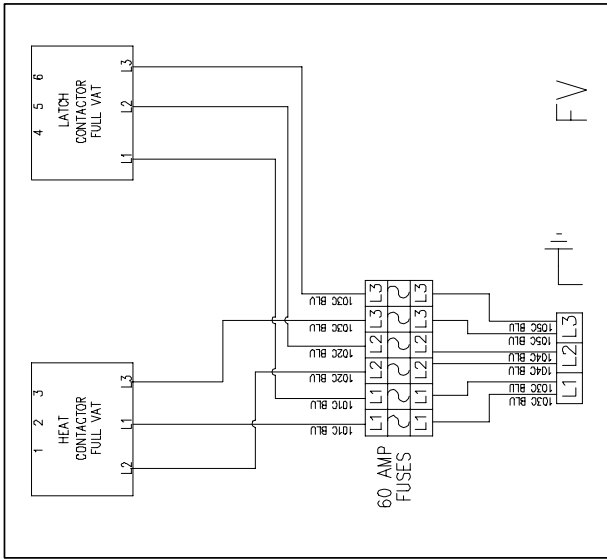 4 5 6
LATCH
CONTACTOR
FULL VAT
L1 L2 L3
1 2 3
HEAT
CONTACTOR
FULL VAT
L2 L1 L3
101C BLU
101C BLU
102C BLU
102C BLU
103C BLU
103C BLU
L1 L1 L2 L2 L3 L3
60 AMP
FUSES
L1 L1 L2 L2 L3 L3
103C BLU
103C BLU
104C BLU
104C BLU
105C BLU
105C BLU
L1 L2 L3
FV